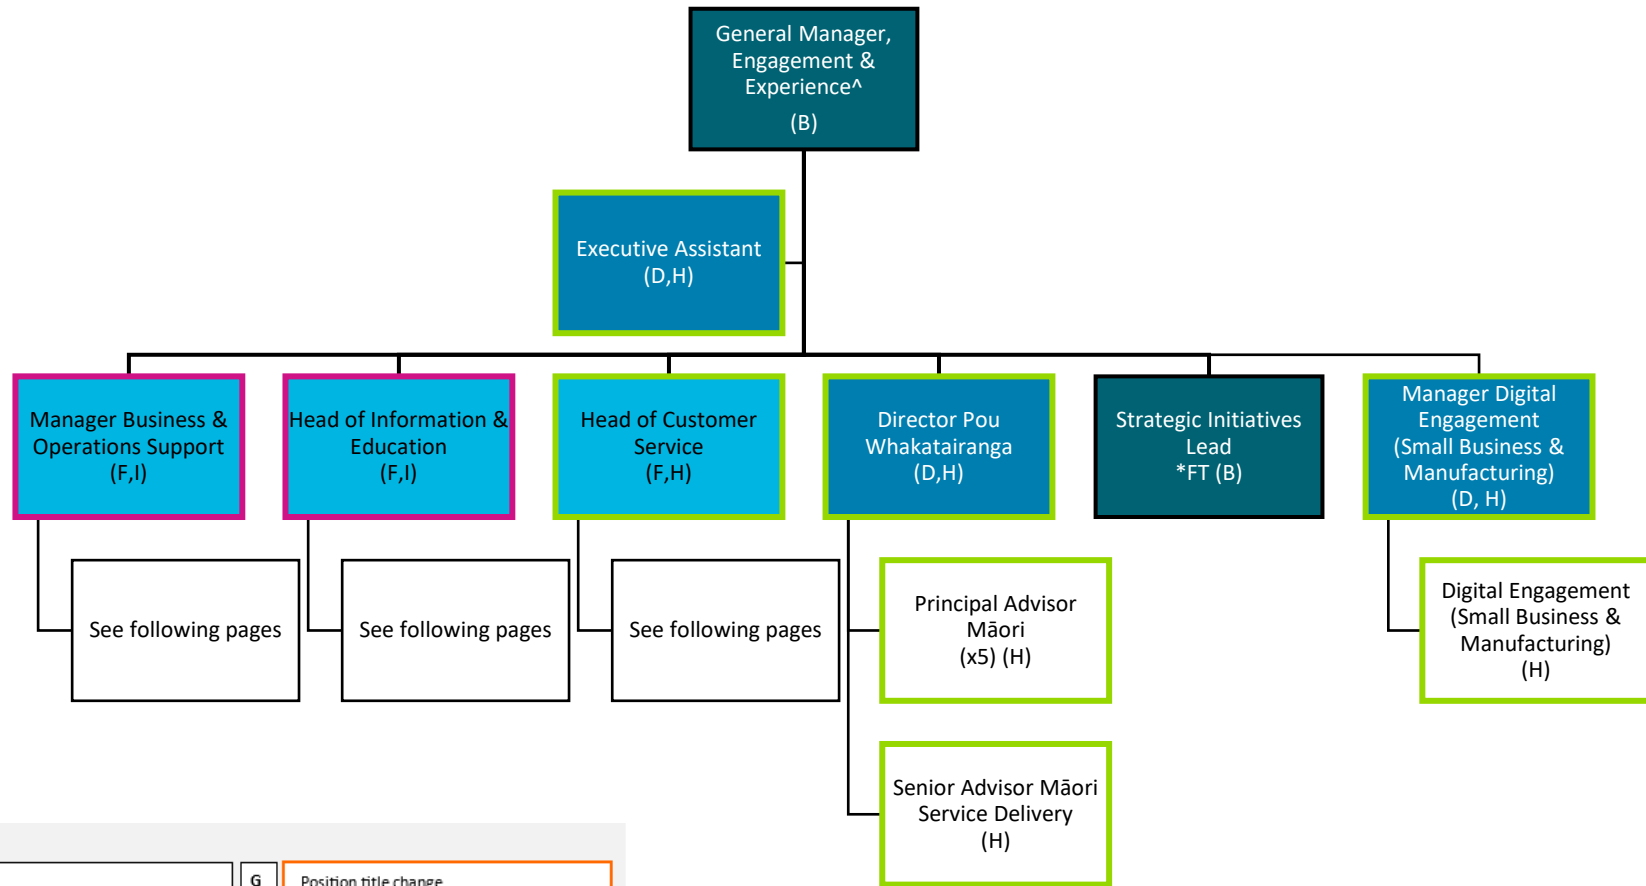 General Manager,
Engagement &
Experience^
(B)
Executive Assistant
(D,H)
Manager Business &
Operations Support
(F,I)
Head of Information &
Education
(F,I)
Head of Customer
Service
(F,H)
Director Pou
Whakatairanga
(D,H)
Strategic Initiatives
Lead
*FT (B)
Manager Digital
Engagement
(Small Business &
Manufacturing)
(D, H)
See following pages
See following pages
See following pages
Principal Advisor
Māori
(x5) (H)
Digital Engagement
(Small Business &
Manufacturing)
(H)
Senior Advisor Māori
Service Delivery
(H)
G
Position title change